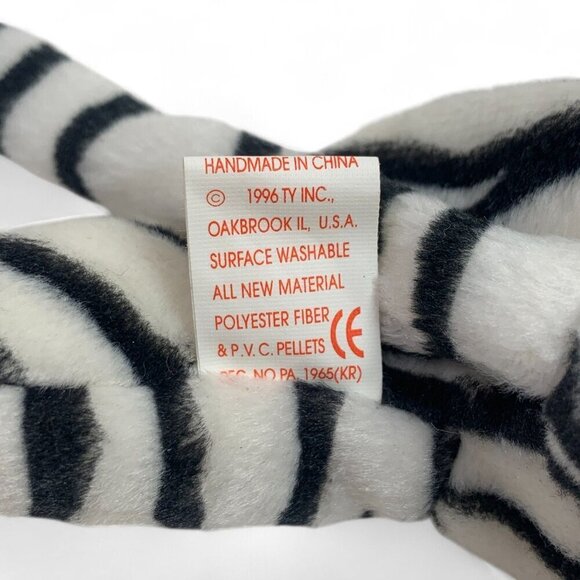 HANDMADE IN CHINA
© 1996 TY INC.,
OAKBROOK IL, U.S.A.
SURFACE WASHABLE
ALL NEW MATERIAL
POLYESTER FIBER
& P.V.C. PELLETS CE
REG. NO PA. 1965(KR)